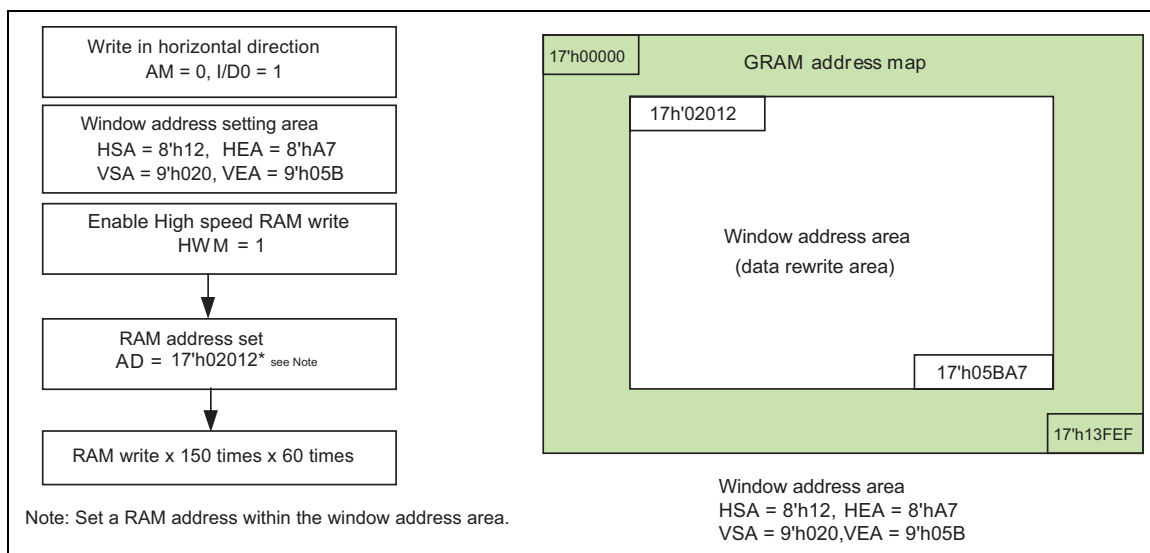 Write in horizontal direction
AM = 0, I/D0 = 1
Window address setting area
HSA = 8'h12, HEA = 8'hA7
VSA = 9'h020, VEA = 9'h05B
Enable High speed RAM write
HWM = 1
RAM address set
AD = 17'h02012* see Note
RAM write x 150 times x 60 times
Note: Set a RAM address within the window address area.
17'h00000
GRAM address map
17h'02012
Window address area
(data rewrite area)
17'h05BA7
17'h13FEF
Window address area
HSA = 8'h12, HEA = 8'hA7
VSA = 9'h020,VEA = 9'h05B